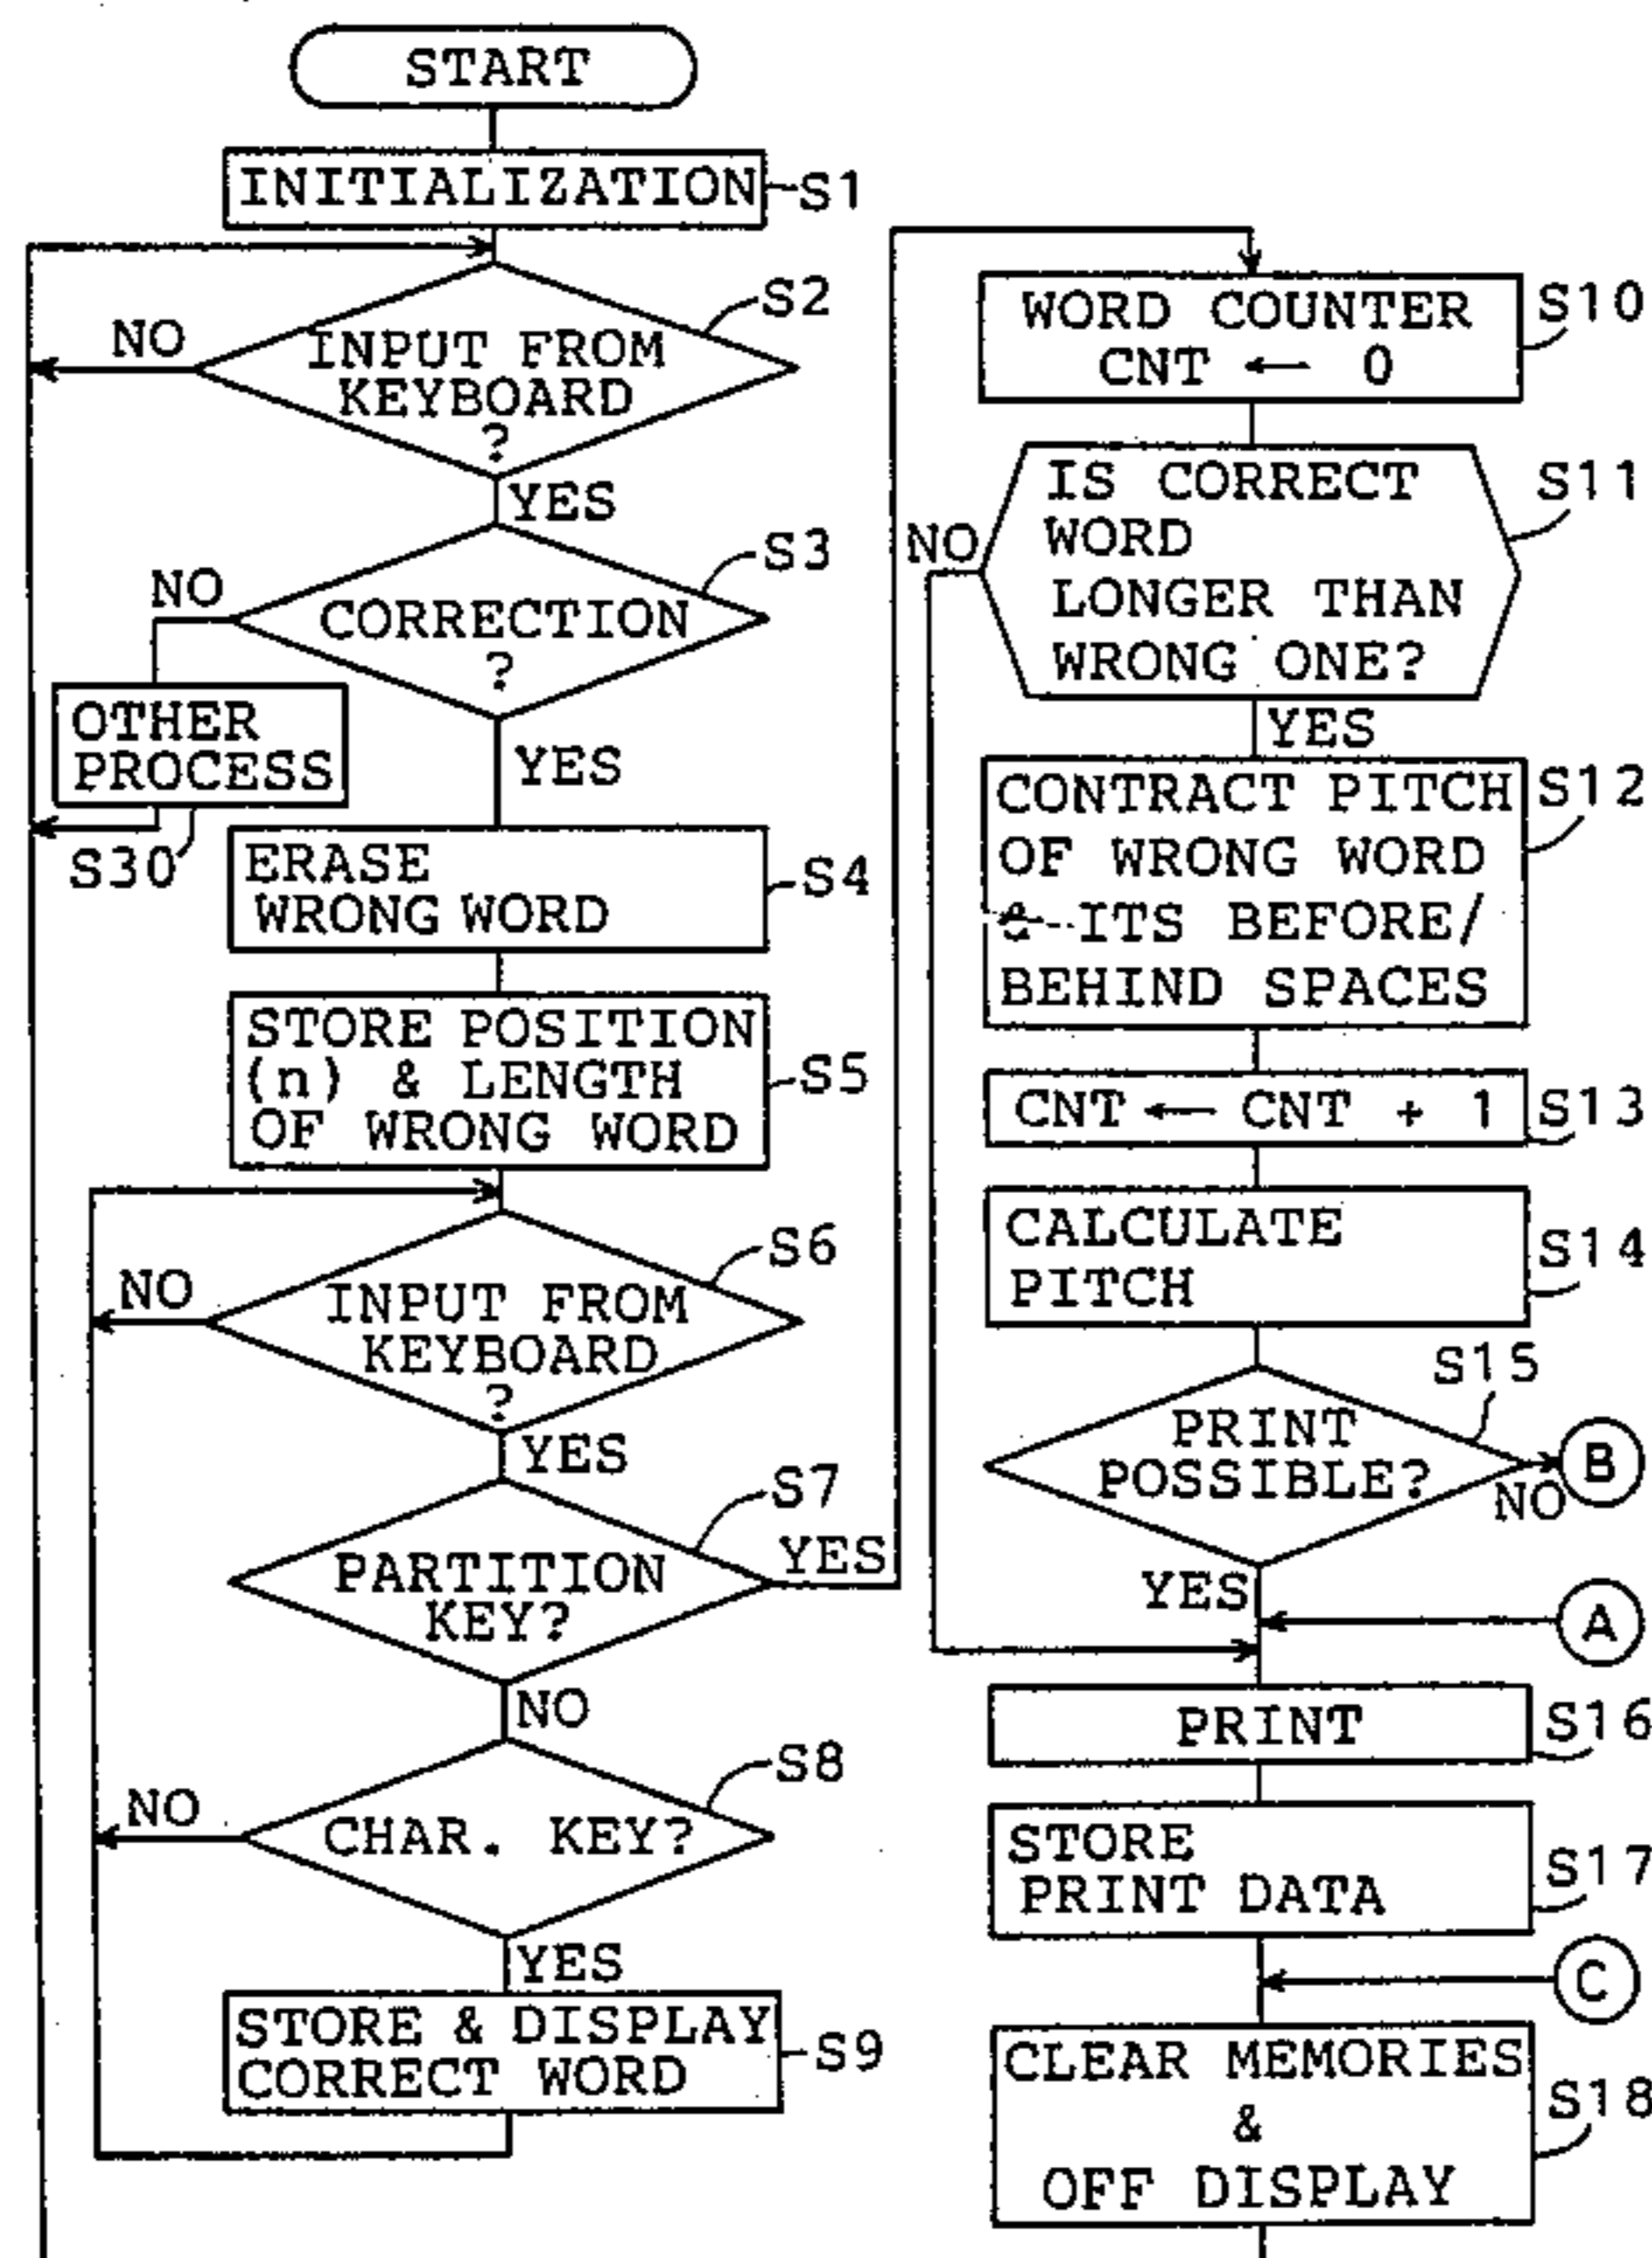 START
INITIALIZATION
S1
S2
NO
INPUT FROM
KEYBOARD
?
YES
S3
NO
CORRECTION
?
OTHER
PROCESS
YES
S30
ERASE
WRONG WORD
S4
STORE POSITION
(n) & LENGTH
OF WRONG WORD
S5
S6
NO
INPUT FROM
KEYBOARD
?
YES
S7
YES
PARTITION
KEY?
NO
S8
NO
CHAR. KEY?
YES
STORE & DISPLAY
CORRECT WORD
S9
WORD COUNTER
CNT ← 0
S10
IS CORRECT
WORD
LONGER THAN
WRONG ONE?
S11
NO
YES
CONTRACT PITCH
OF WRONG WORD
& ITS BEFORE/
BEHIND SPACES
S12
CNT ← CNT + 1
S13
CALCULATE
PITCH
S14
S15
PRINT
POSSIBLE?
B
NO
YES
A
PRINT
S16
STORE
PRINT DATA
S17
C
CLEAR MEMORIES
&
OFF DISPLAY
S18